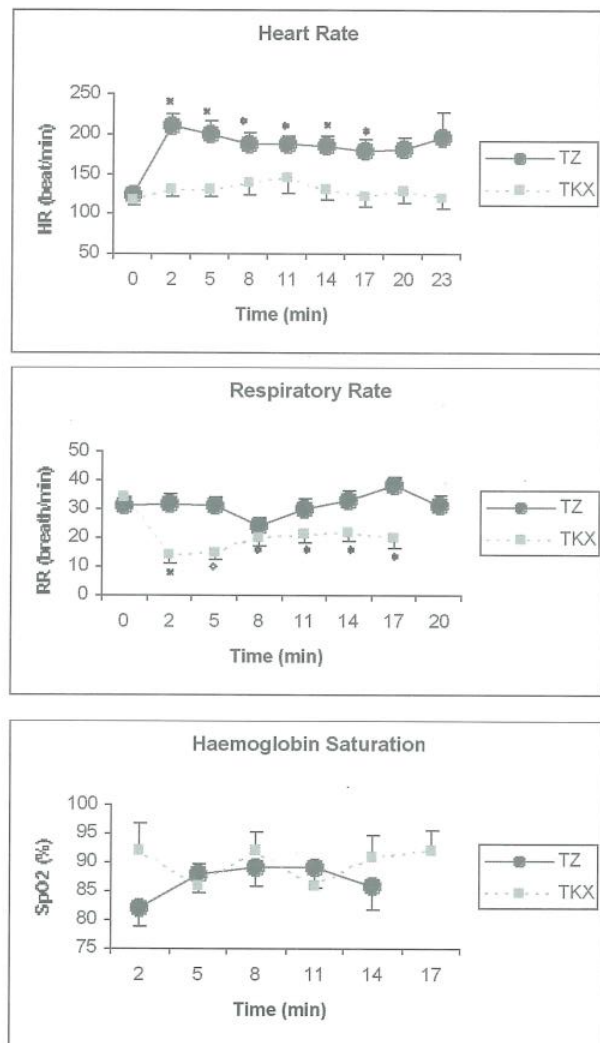 Heart Rate
250
200
150
100
50
HR (beat/min)
0 2 5 8 11 14 17 20 23
Time (min)
TZ
TKX
Respiratory Rate
50
40
30
20
10
0
RR (breath/min)
0 2 5 8 11 14 17 20
Time (min)
TZ
TKX
Haemoglobin Saturation
100
95
90
85
80
75
SpO2 (%)
2 5 8 11 14 17
Time (min)
TZ
TKX